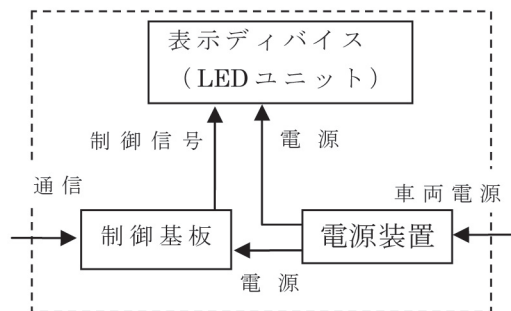 表示ディバイス
（LEDユニット）
制御信号
電源
通信
車両電源
制御基板
電源装置
電源